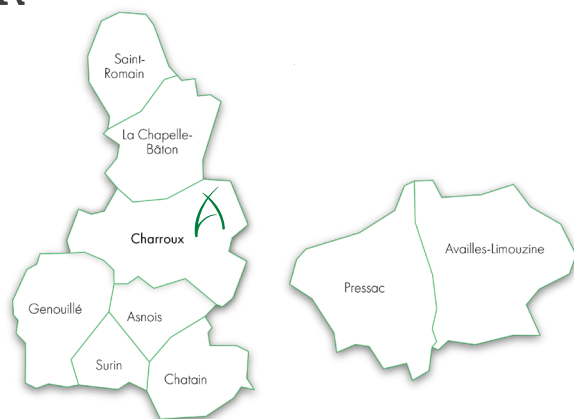 Saint-
Romain
La Chapelle-
Bâton
Charroux
Genouillé
Asnois
Surin
Chatain
Pressac
Availles-Limouzine